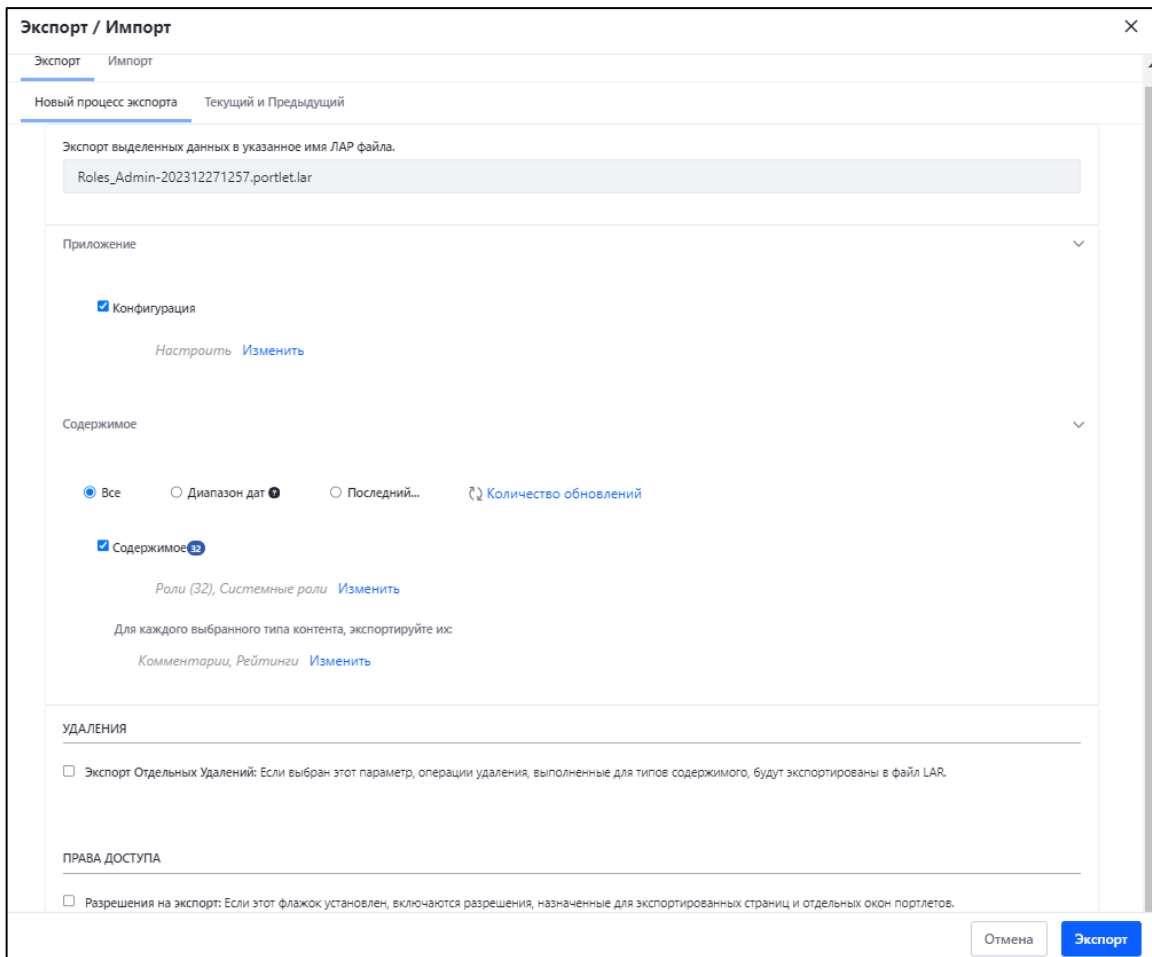 Экспорт / Импорт
Экспорт Импорт
Новый процесс экспорта Текущий и Предыдущий
Экспорт выделенных данных в указанное имя ЛАР файла.
Roles_Admin-202312271257.portlet.lar
Приложение
Конфигурация
Настроить Изменить
Содержимое
Все Диапазон дат ? Последний... Количество обновлений
Содержимое 32
Роли (32), Системные роли Изменить
Для каждого выбранного типа контента, экспортируйте их:
Комментарии, Рейтинги Изменить
УДАЛЕНИЯ
Экспорт Отдельных Удалений: Если выбран этот параметр, операции удаления, выполненные для типов содержимого, будут экспортированы в файл LAR.
ПРАВА ДОСТУПА
Разрешения на экспорт: Если этот флажок установлен, включаются разрешения, назначенные для экспортированных страниц и отдельных окон портлетов.
Отмена Экспорт